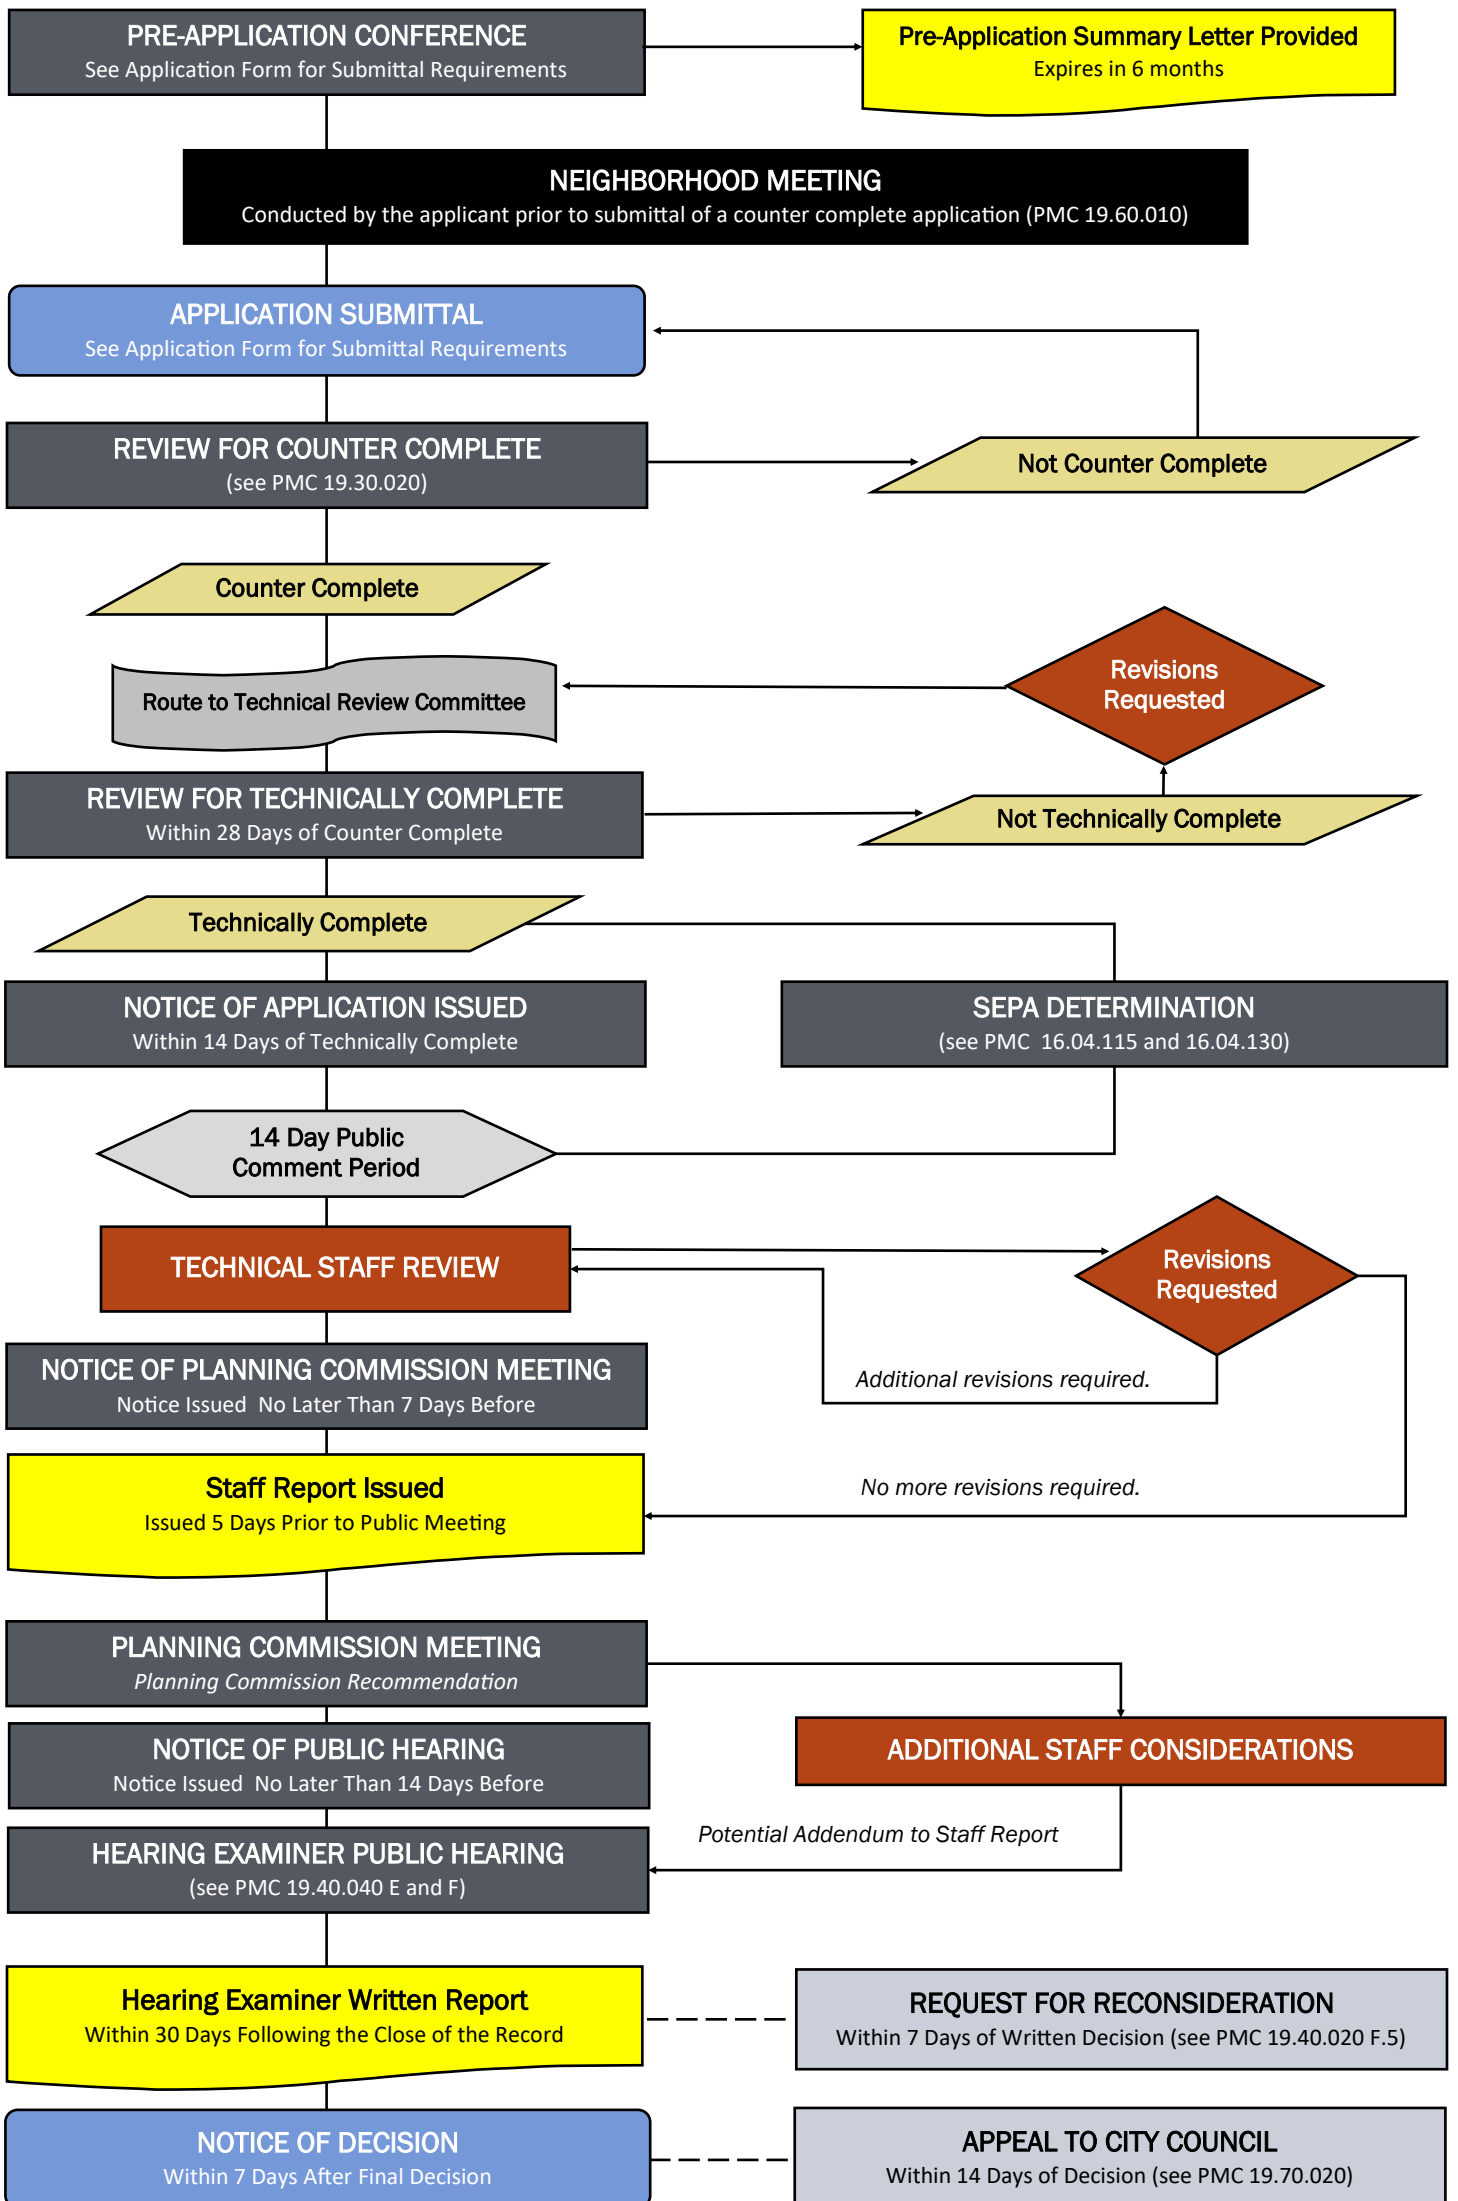 PRE-APPLICATION CONFERENCE
See Application Form for Submittal Requirements
Pre-Application Summary Letter Provided
Expires in 6 months
NEIGHBORHOOD MEETING
Conducted by the applicant prior to submittal of a counter complete application (PMC 19.60.010)
APPLICATION SUBMITTAL
See Application Form for Submittal Requirements
REVIEW FOR COUNTER COMPLETE
(see PMC 19.30.020)
Not Counter Complete
Counter Complete
Route to Technical Review Committee
Revisions
Requested
REVIEW FOR TECHNICALLY COMPLETE
Within 28 Days of Counter Complete
Not Technically Complete
Technically Complete
NOTICE OF APPLICATION ISSUED
Within 14 Days of Technically Complete
SEPA DETERMINATION
(see PMC  16.04.115 and 16.04.130)
14 Day Public
Comment Period
TECHNICAL STAFF REVIEW
Revisions
Requested
NOTICE OF PLANNING COMMISSION MEETING
Notice Issued  No Later Than 7 Days Before
Additional revisions required.
Staff Report Issued
Issued 5 Days Prior to Public Meeting
No more revisions required.
PLANNING COMMISSION MEETING
Planning Commission Recommendation
NOTICE OF PUBLIC HEARING
Notice Issued  No Later Than 14 Days Before
ADDITIONAL STAFF CONSIDERATIONS
Potential Addendum to Staff Report
HEARING EXAMINER PUBLIC HEARING
(see PMC 19.40.040 E and F)
Hearing Examiner Written Report
Within 30 Days Following the Close of the Record
REQUEST FOR RECONSIDERATION
Within 7 Days of Written Decision (see PMC 19.40.020 F.5)
NOTICE OF DECISION
Within 7 Days After Final Decision
APPEAL TO CITY COUNCIL
Within 14 Days of Decision (see PMC 19.70.020)